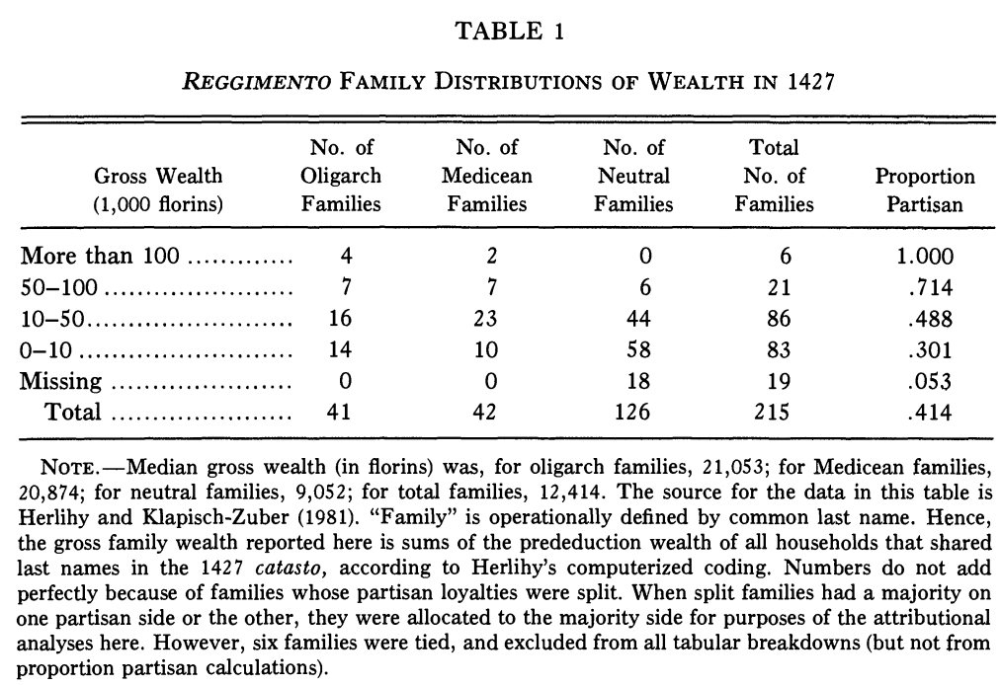 TABLE 1
REGGIMENTO FAMILY DISTRIBUTIONS OF WEALTH IN 1427
Gross Wealth (1,000 florins) No. of Oligarch Families No. of Medicean Families No. of Neutral Families Total No. of Families Proportion Partisan
More than 100 ............. 4 2 0 6 1.000
50–100 ....................... 7 7 6 21 .714
10–50......................... 16 23 44 86 .488
0–10 .......................... 14 10 58 83 .301
Missing ...................... 0 0 18 19 .053
Total ...................... 41 42 126 215 .414
NOTE.—Median gross wealth (in florins) was, for oligarch families, 21,053; for Medicean families,
20,874; for neutral families, 9,052; for total families, 12,414. The source for the data in this table is
Herlihy and Klapisch-Zuber (1981). “Family” is operationally defined by common last name. Hence,
the gross family wealth reported here is sums of the prededuction wealth of all households that shared
last names in the 1427 catasto, according to Herlihy’s computerized coding. Numbers do not add
perfectly because of families whose partisan loyalties were split. When split families had a majority on
one partisan side or the other, they were allocated to the majority side for purposes of the attributional
analyses here. However, six families were tied, and excluded from all tabular breakdowns (but not from
proportion partisan calculations).